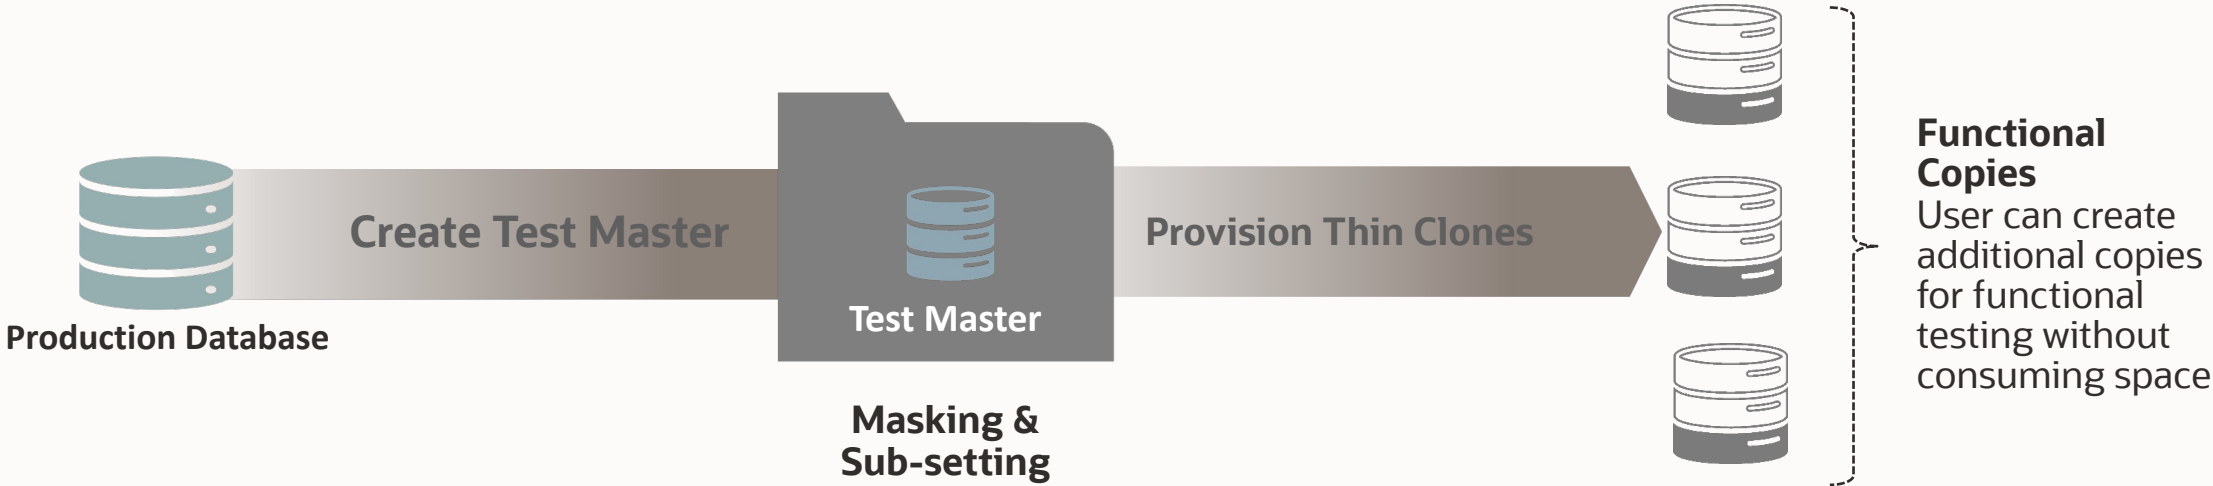 Production Database
Create Test Master
Test Master
Masking &
Sub-setting
Provision Thin Clones
Functional
Copies
User can create
additional copies
for functional
testing without
consuming space